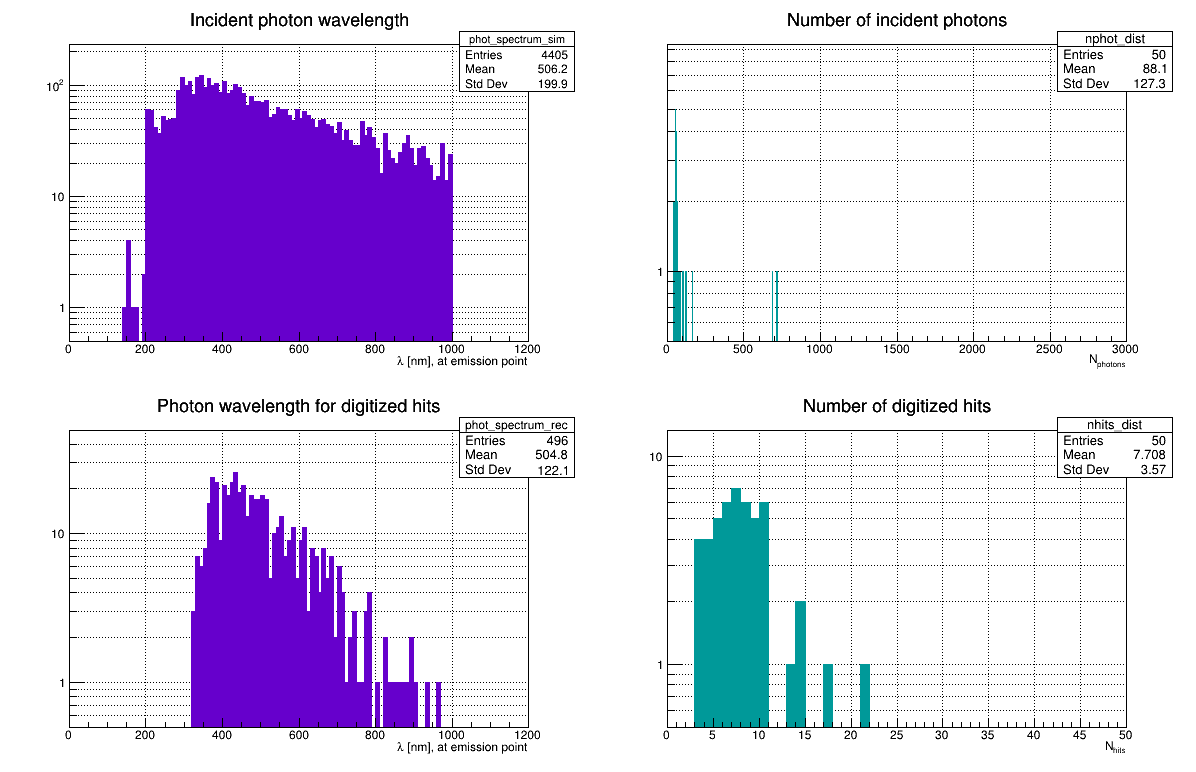 Incident photon wavelength
phot_spectrum_sim
Entries 4405
Mean 506.2
Std Dev 199.9
10²
10
1
0 200 400 600 800 1000 1200
λ [nm], at emission point
Number of incident photons
nphot_dist
Entries 50
Mean 88.1
Std Dev 127.3
1
0 500 1000 1500 2000 2500 3000
Nphotons
Photon wavelength for digitized hits
phot_spectrum_rec
Entries 496
Mean 504.8
Std Dev 122.1
10
1
0 200 400 600 800 1000 1200
λ [nm], at emission point
Number of digitized hits
nhits_dist
Entries 50
Mean 7.708
Std Dev 3.57
10
1
0 5 10 15 20 25 30 35 40 45 50
Nhits